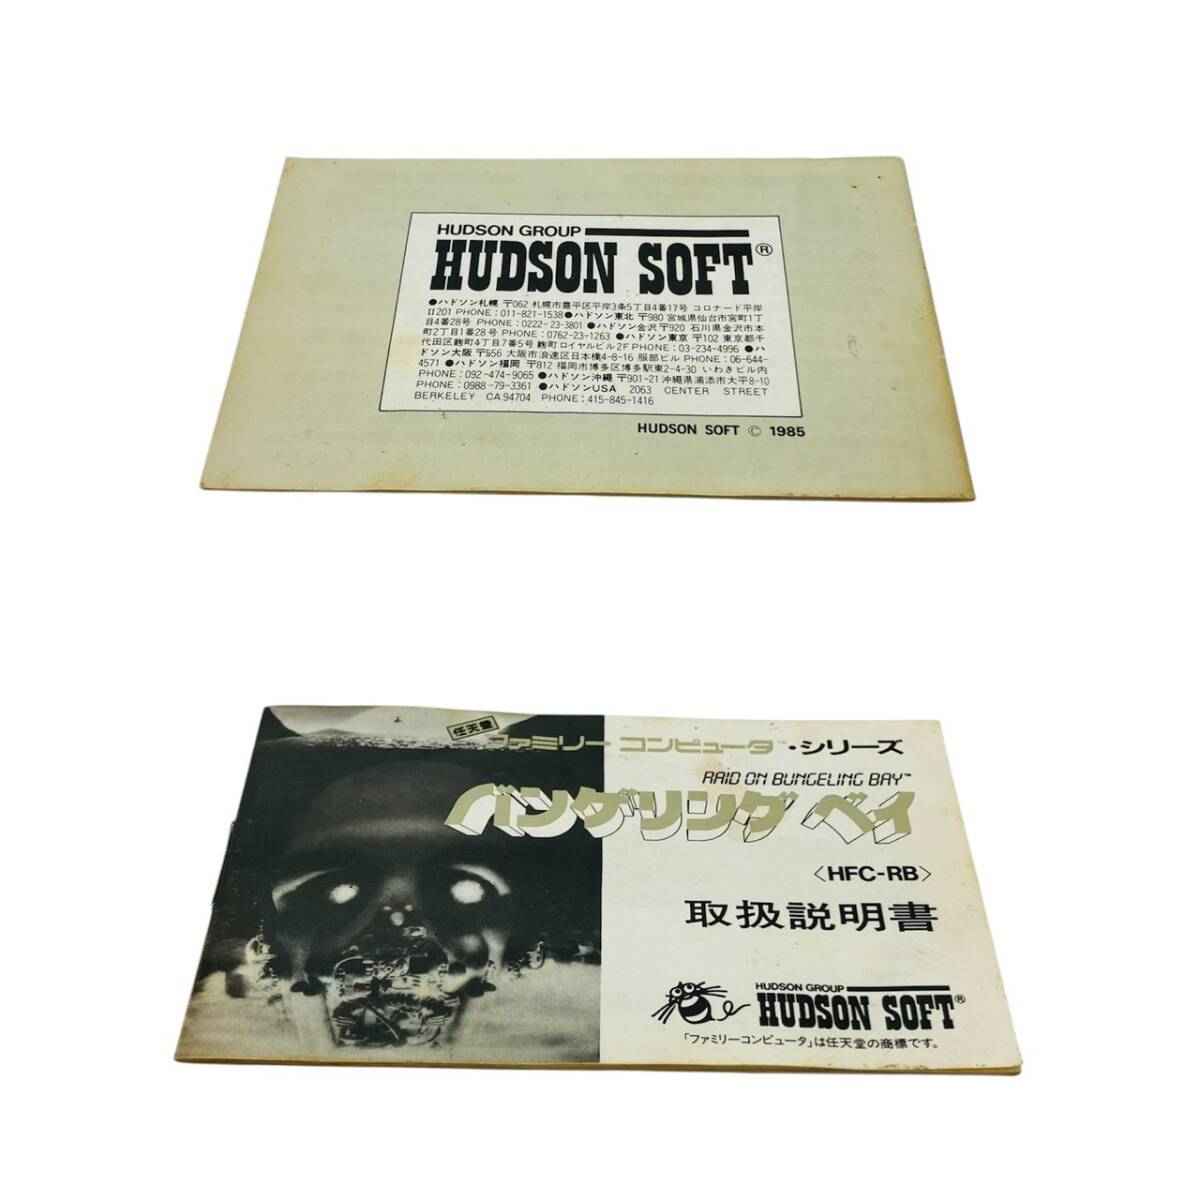 HUDSON GROUP
HUDSON SOFT®
●ハドソン札幌 〒062 札幌市豊平区平岸3条5丁目4番17号 コロナード平岸
II201 PHONE:011-821-1538●ハドソン東北 〒980 宮城県仙台市宮町1丁
目4番28号 PHONE:0222-23-3801●ハドソン金沢〒920 石川県金沢市本
町2丁目1番28号 PHONE:0762-23-1263 ●ハドソン東京 〒102 東京都千
代田区麹町4丁目7番5号 麹町ロイヤルビル2F PHONE:03-234-4996 ●ハ
ドソン大阪 〒556 大阪市浪速区日本橋4-8-16 服部ビル PHONE:06-644-
4571 ●ハドソン福岡 〒812 福岡市博多区博多駅東2-4-30 いわきビル内
PHONE:092-474-9065●ハドソン沖縄 〒901-21 沖縄県浦添市大平8-10
PHONE:0988-79-3361 ●ハドソンUSA 2063 CENTER STREET
BERKELEY CA 94704 PHONE:415-845-1416
HUDSON SOFT © 1985
任天堂
ファミリー コンピュータ™・シリーズ
RAID ON BUNGELING BAY™
バンゲリング ベイ
〈HFC-RB〉
取扱説明書
HUDSON GROUP
HUDSON SOFT®
「ファミリーコンピュータ」は任天堂の商標です。